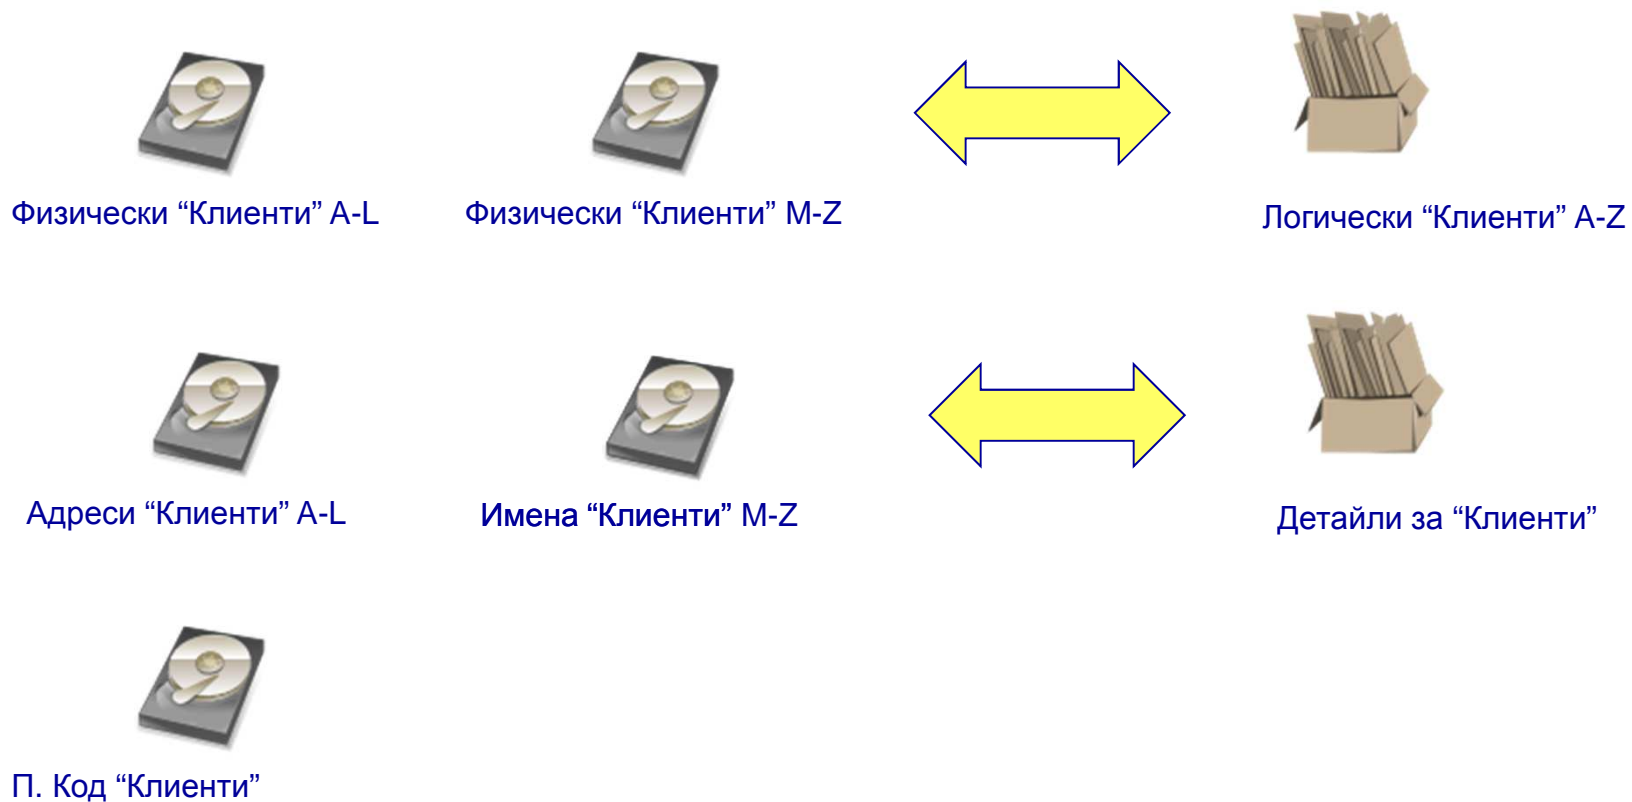 Физически “Клиенти” A-L
Физически “Клиенти” M-Z
Логически “Клиенти” A-Z
Адреси “Клиенти” A-L
Имена “Клиенти” M-Z
Детайли за “Клиенти”
П. Код “Клиенти”